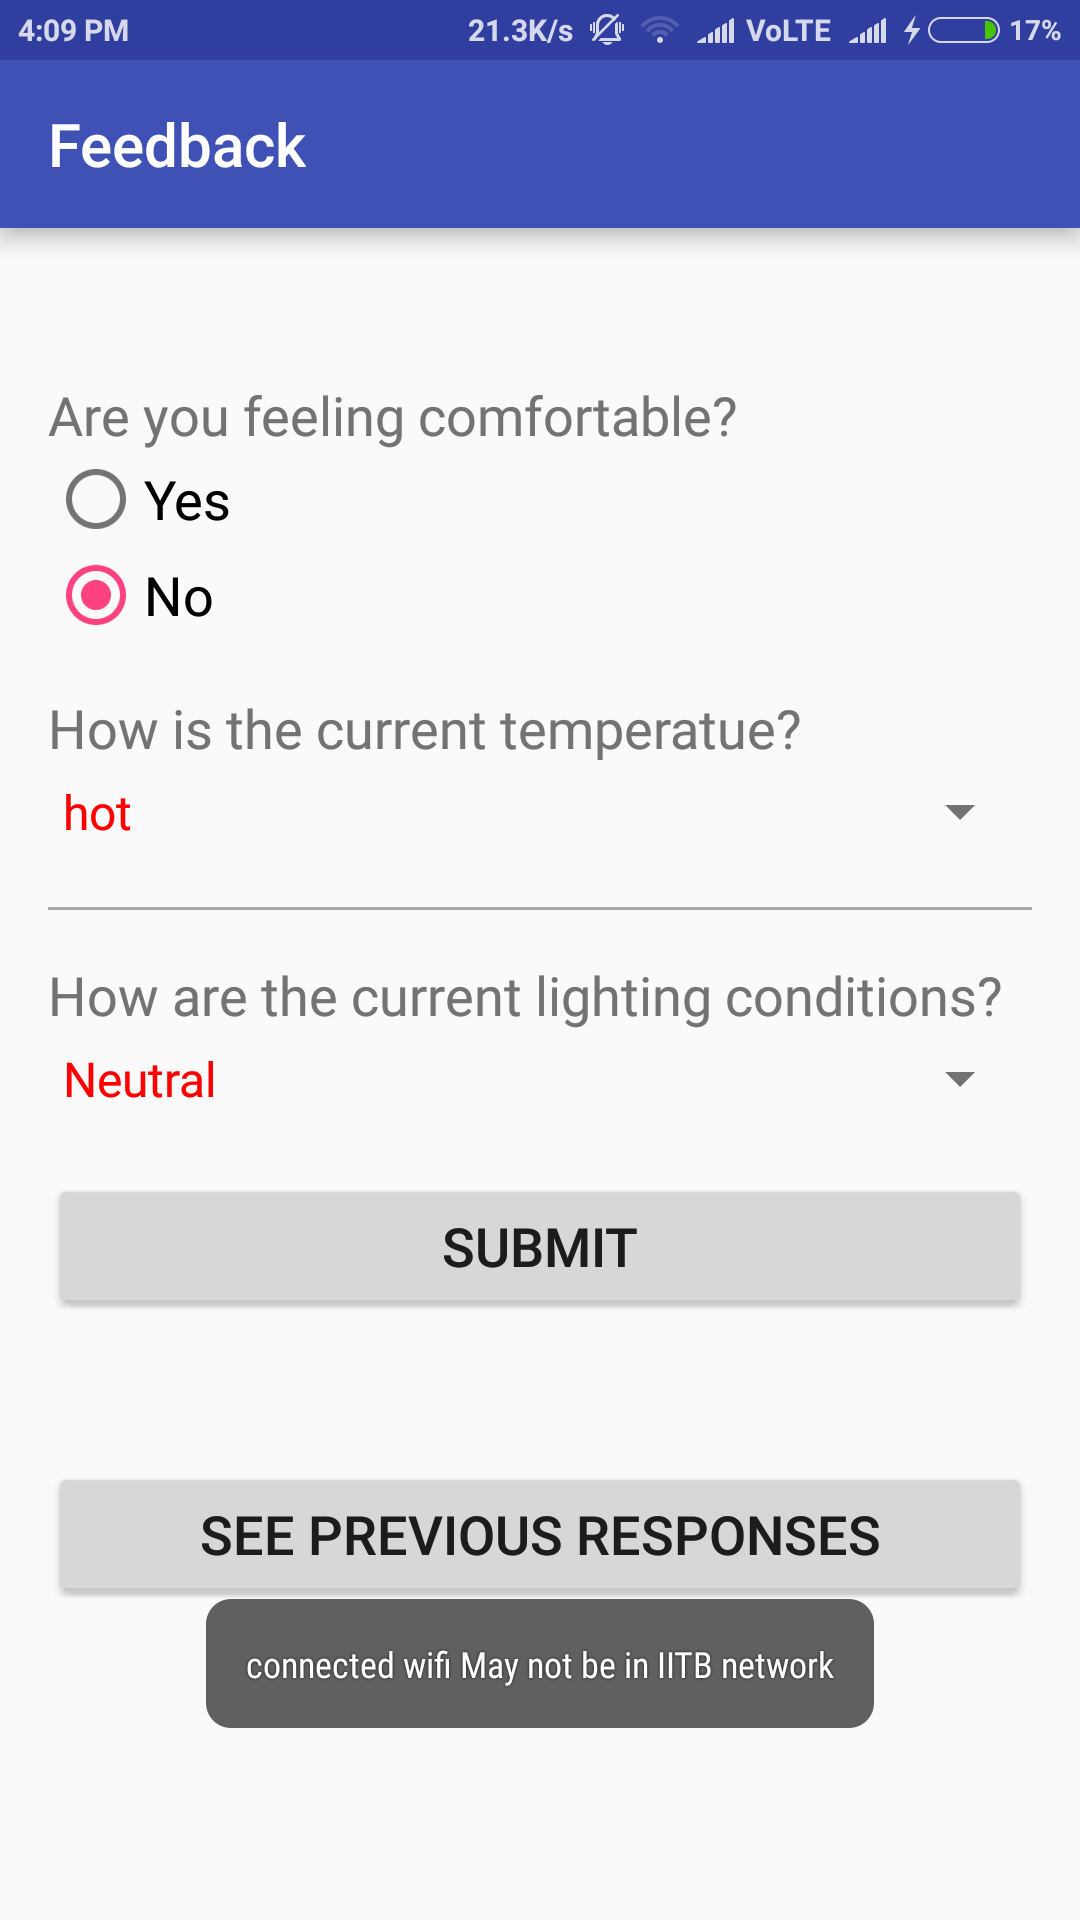 4:09 PM 21.3K/s VoLTE 17%
Feedback
Are you feeling comfortable?
Yes
No
How is the current temperatue?
hot
How are the current lighting conditions?
Neutral
SUBMIT
SEE PREVIOUS RESPONSES
connected wifi May not be in IITB network